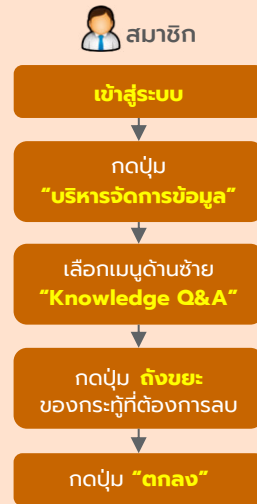 สมาชิก
เข้าสู่ระบบ
กดปุ่ม
“บริหารจัดการข้อมูล”
เลือกเมนูด้านซ้าย
“Knowledge Q&A”
กดปุ่ม ถังขยะ
ของกระทู้ที่ต้องการลบ
กดปุ่ม “ตกลง”